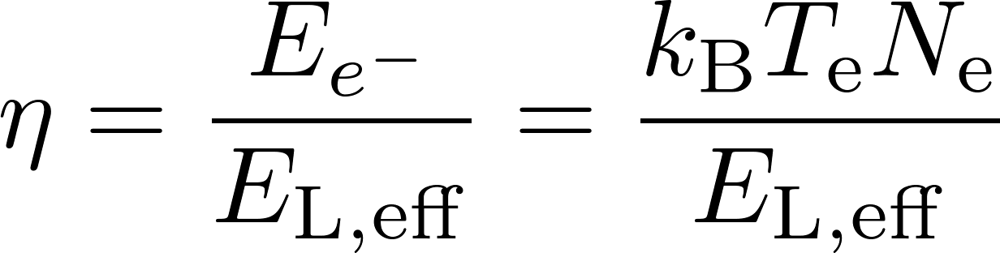 η = E_{e^-} / E_{L,eff} = k_B T_e N_e / E_{L,eff}